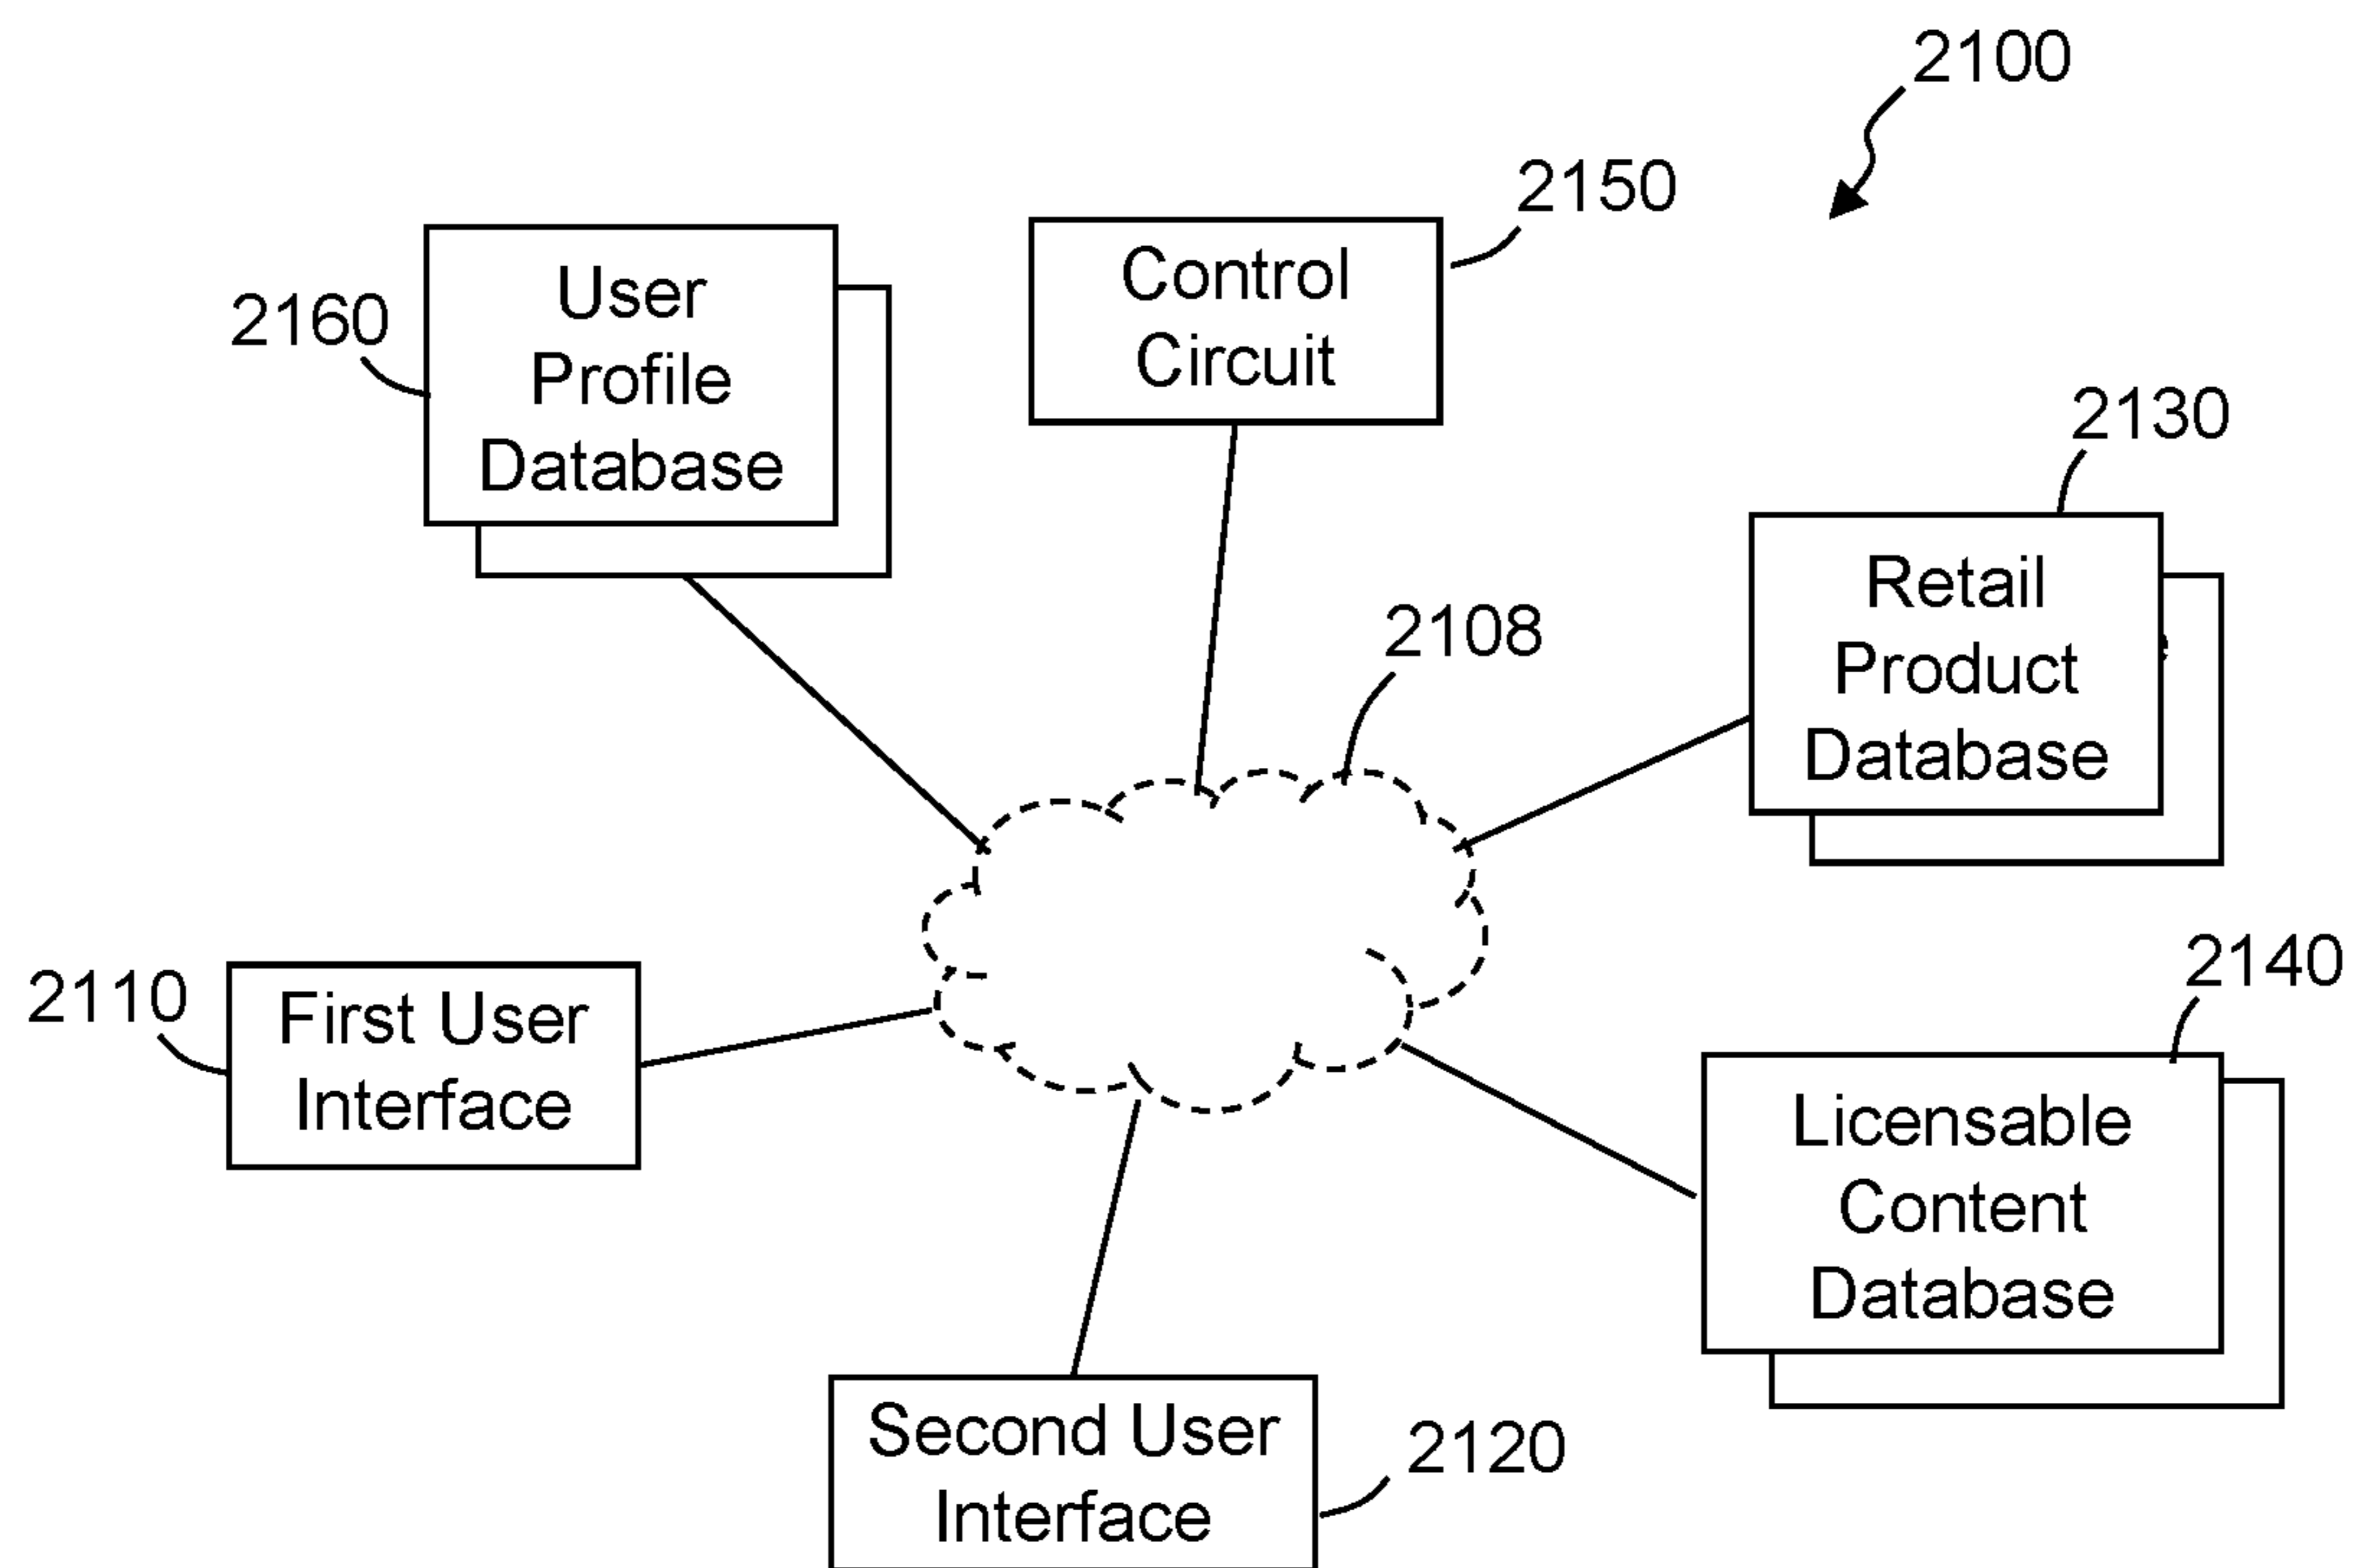 2100
2150
Control
Circuit
2160
User
Profile
Database
2130
Retail
Product
Database
2108
2110
First User
Interface
2140
Licensable
Content
Database
Second User
Interface
2120